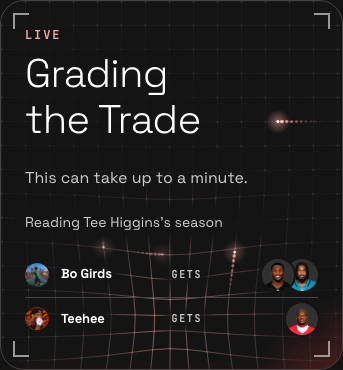 LIVE
Grading
the Trade
This can take up to a minute.
Reading Tee Higgins's season
Bo Girds GETS
Teehee GETS